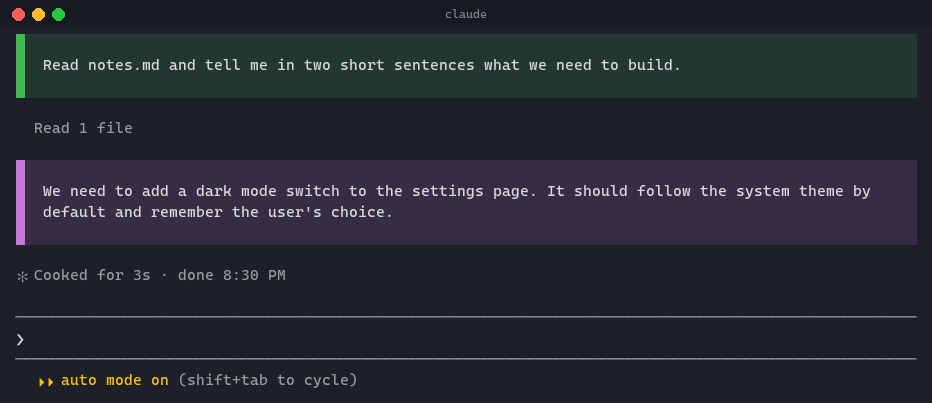 claude
Read notes.md and tell me in two short sentences what we need to build.
Read 1 file
We need to add a dark mode switch to the settings page. It should follow the system theme by
default and remember the user's choice.
✻ Cooked for 3s · done 8:30 PM
❯
⏵⏵ auto mode on (shift+tab to cycle)